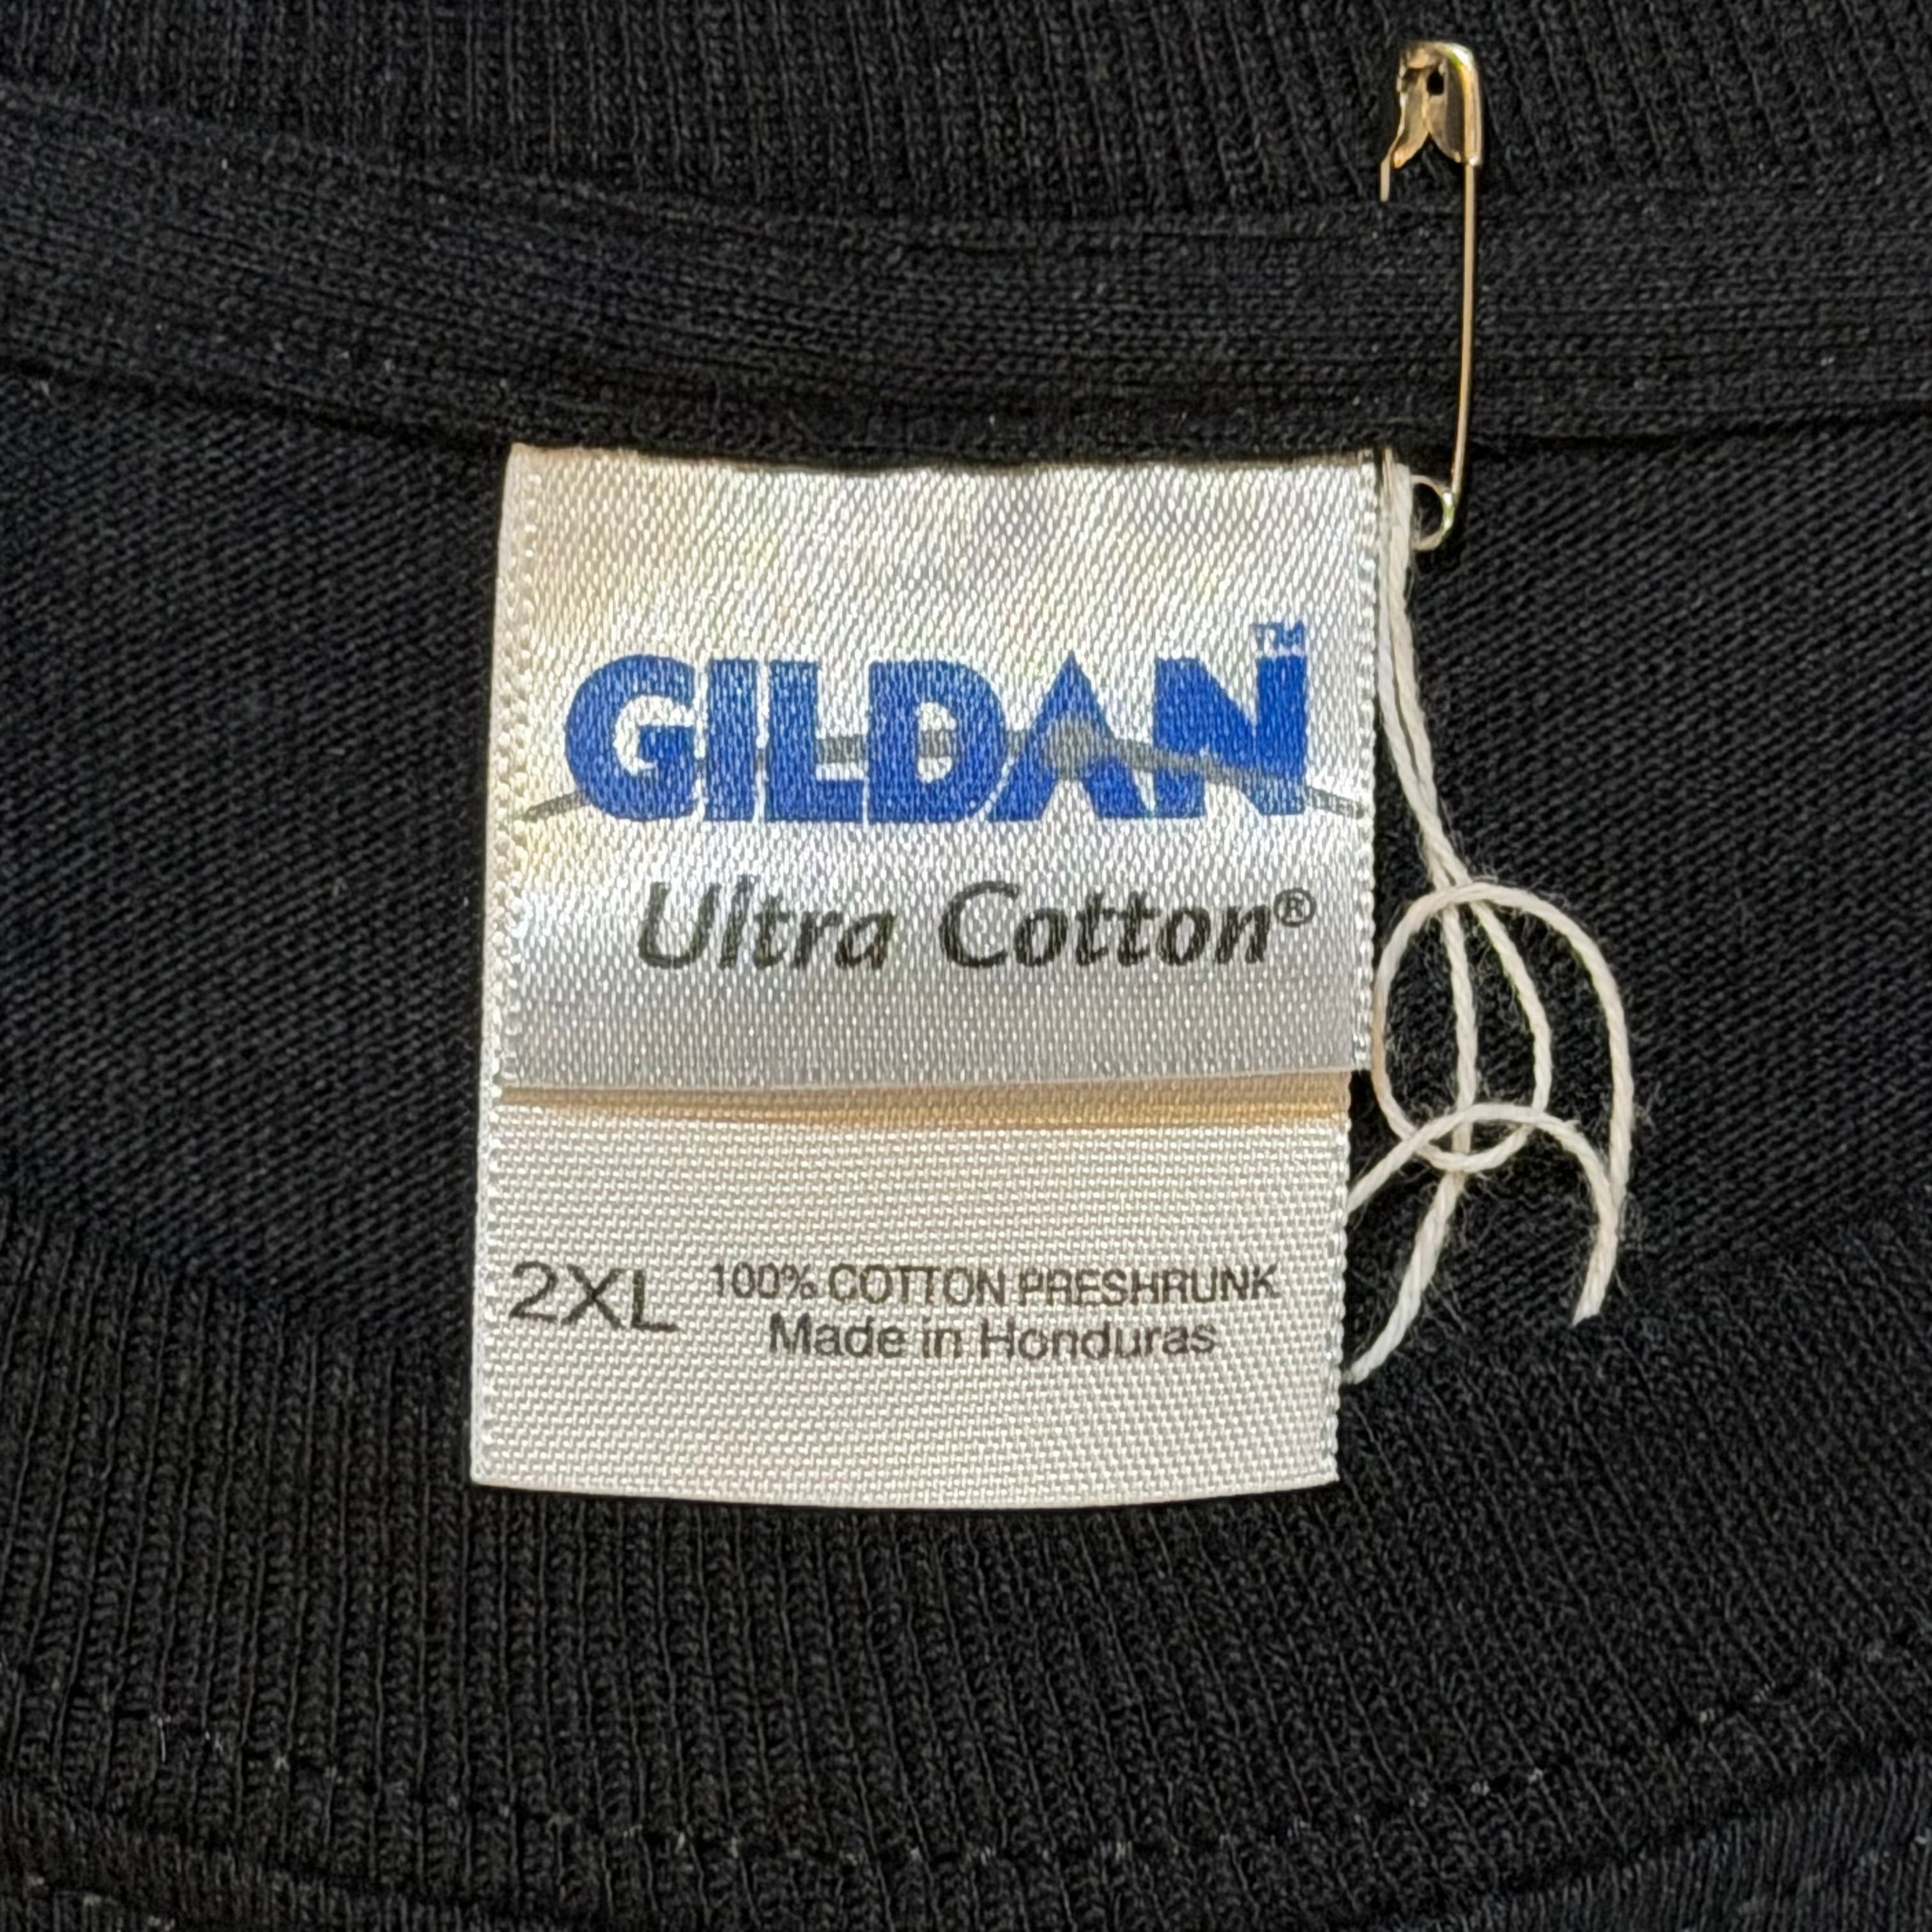 GILDAN™
Ultra Cotton®
2XL
100% COTTON PRESHRUNK
Made in Honduras